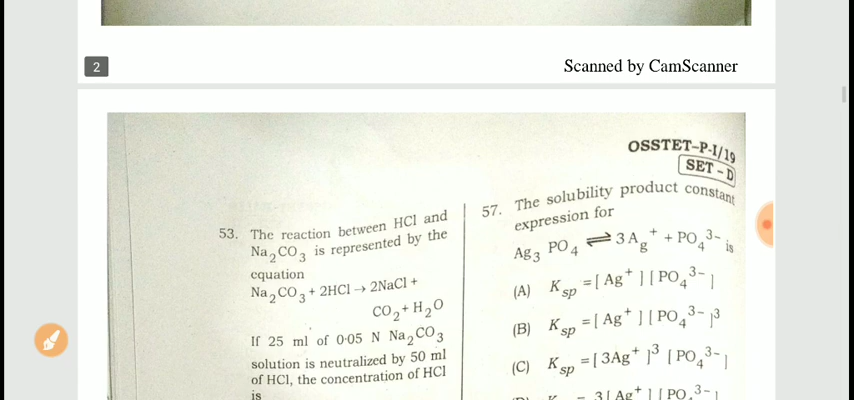 2
Scanned by CamScanner
OSSTET-P-I/19
SET - D
53. The reaction between HCl and
Na₂CO₃ is represented by the
equation
Na₂CO₃ + 2HCl → 2NaCl +
CO₂ + H₂O
If 25 ml of 0·05 N Na₂CO₃
solution is neutralized by 50 ml
of HCl, the concentration of HCl
is
57. The solubility product constant
expression for
Ag₃ PO₄ ⇌ 3Ag⁺ + PO₄³⁻ is
(A) Ksp = [ Ag⁺ ] [ PO₄³⁻ ]
(B) Ksp = [ Ag⁺ ] [ PO₄³⁻ ]³
(C) Ksp = [ 3Ag⁺ ]³ [ PO₄³⁻ ]
= 3[ Ag⁺ ] [ PO₄³⁻ ]